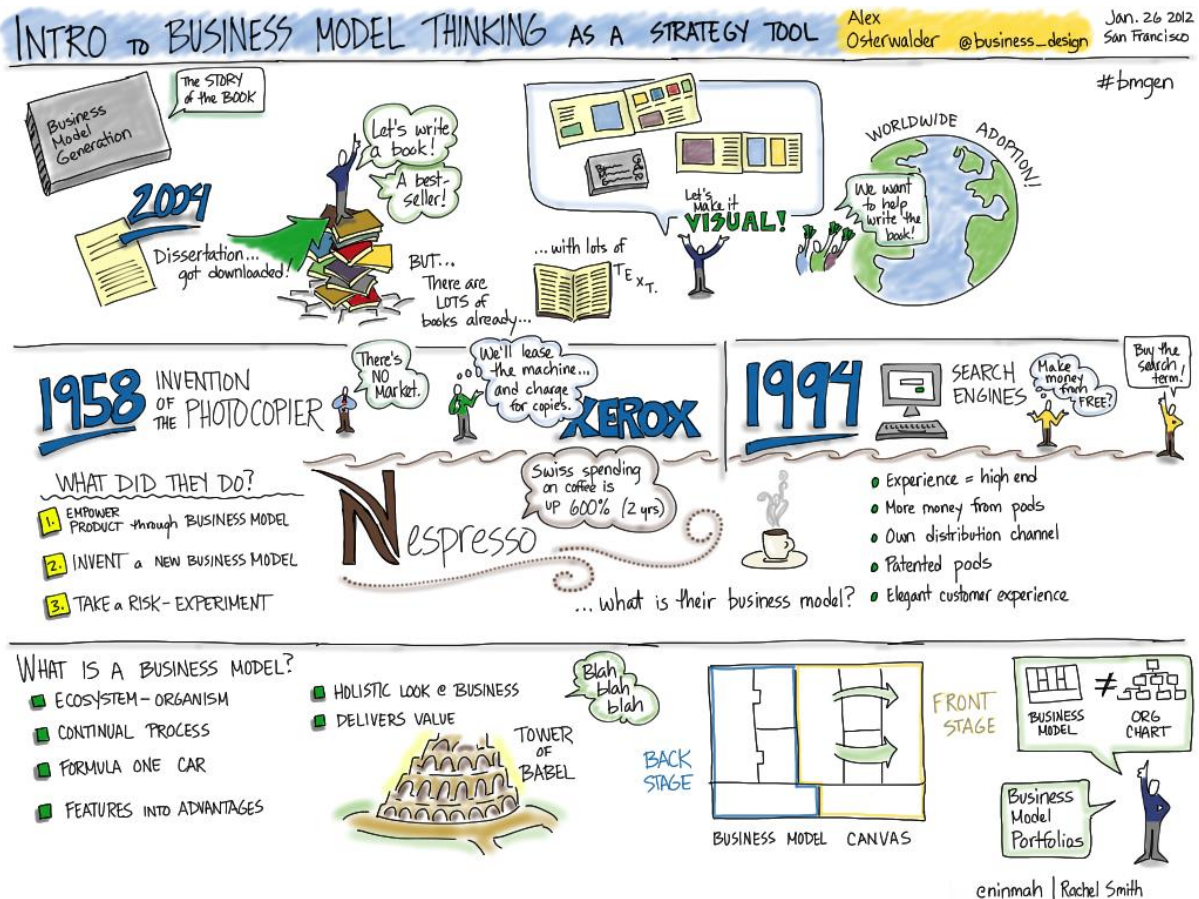 INTRO TO BUSINESS MODEL THINKING AS A STRATEGY TOOL
Alex
Osterwalder @business_design
Jan. 26 2012
San Francisco
#bmgen
Business
Model
Generation
The STORY
of the BOOK
2004
Dissertation...
got downloaded!
Let's write
a book!
A best-
seller!
BUT...
There are
LOTS of
books already...
...with lots of
TEXT.
Let's
make it
VISUAL!
WORLDWIDE ADOPTION!
We want
to help
write the
book!
1958
INVENTION
OF
THE PHOTOCOPIER
There's
NO
Market.
We'll lease
the machine...
and charge
for copies.
XEROX
1994
SEARCH
ENGINES
Make
money
from
FREE?
Buy the
search
term!
WHAT DID THEY DO?
1. EMPOWER
PRODUCT through BUSINESS MODEL
2. INVENT a NEW BUSINESS MODEL
3. TAKE a RISK - EXPERIMENT
Nespresso
Swiss spending
on coffee is
up 600% (2 yrs)
... what is their business model?
Experience = high end
More money from pods
Own distribution channel
Patented pods
Elegant customer experience
WHAT IS A BUSINESS MODEL?
ECOSYSTEM - ORGANISM
CONTINUAL PROCESS
FORMULA ONE CAR
FEATURES INTO ADVANTAGES
HOLISTIC LOOK @ BUSINESS
DELIVERS VALUE
Blah
blah
blah
TOWER
OF
BABEL
BACK
STAGE
FRONT
STAGE
BUSINESS MODEL CANVAS
BUSINESS
MODEL
≠
ORG
CHART
Business
Model
Portfolios
@ninmah | Rachel Smith